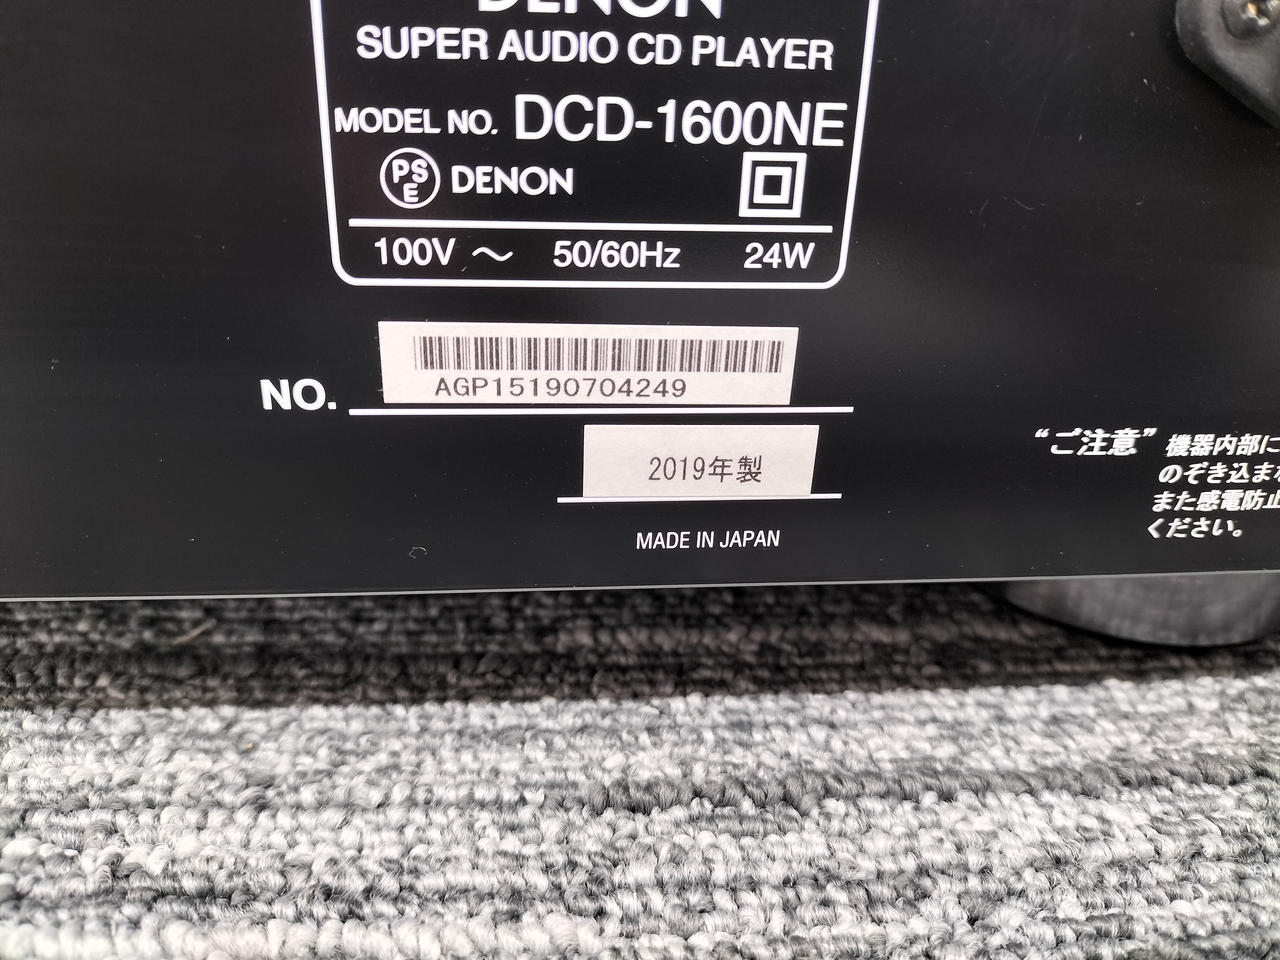 DENON
SUPER AUDIO CD PLAYER
MODEL NO. DCD-1600NE
PSE DENON
100V ～ 50/60Hz 24W
NO. AGP15190704249
2019年製
MADE IN JAPAN
“ご注意” 機器内部に
のぞき込ま
また感電防止
ください。